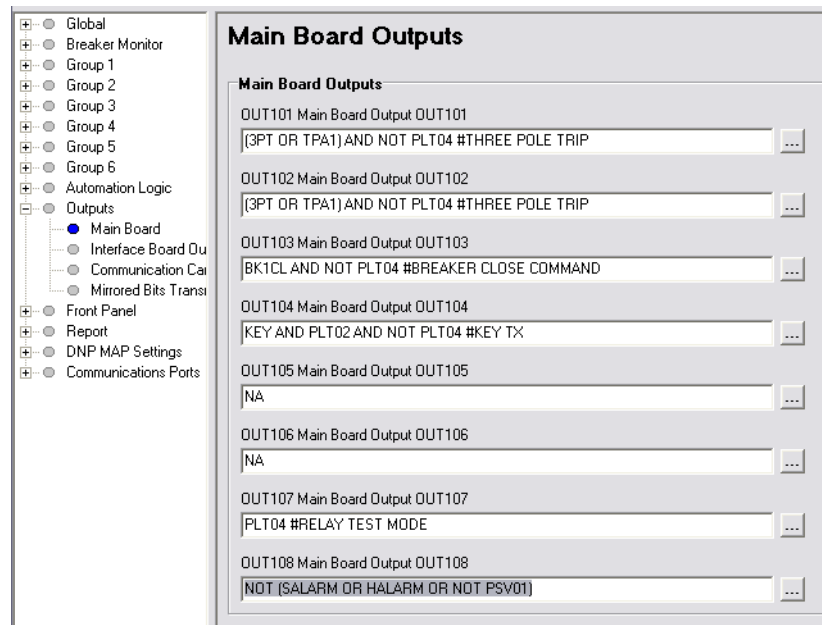 Global
Breaker Monitor
Group 1
Group 2
Group 3
Group 4
Group 5
Group 6
Automation Logic
Outputs
Main Board
Interface Board Ou
Communication Car
Mirrored Bits Transı
Front Panel
Report
DNP MAP Settings
Communications Ports
Main Board Outputs
Main Board Outputs
OUT101 Main Board Output OUT101
(3PT OR TPA1) AND NOT PLT04 #THREE POLE TRIP
...
OUT102 Main Board Output OUT102
(3PT OR TPA1) AND NOT PLT04 #THREE POLE TRIP
...
OUT103 Main Board Output OUT103
BK1CL AND NOT PLT04 #BREAKER CLOSE COMMAND
...
OUT104 Main Board Output OUT104
KEY AND PLT02 AND NOT PLT04 #KEY TX
...
OUT105 Main Board Output OUT105
NA
...
OUT106 Main Board Output OUT106
NA
...
OUT107 Main Board Output OUT107
PLT04 #RELAY TEST MODE
...
OUT108 Main Board Output OUT108
NOT (SALARM OR HALARM OR NOT PSV01)
...